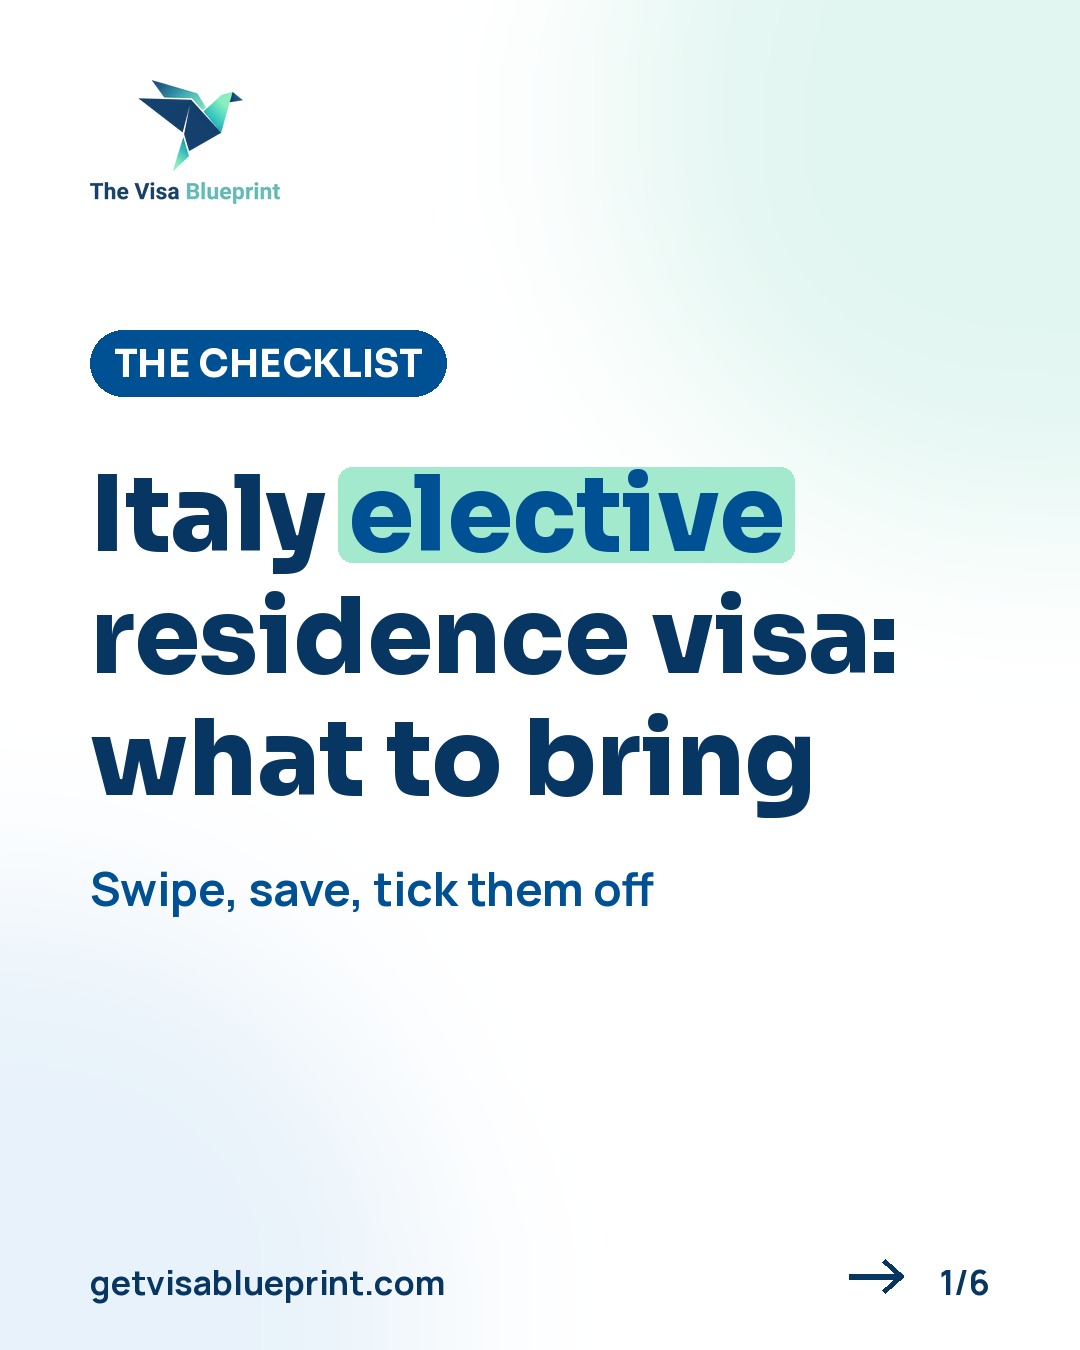 The Visa Blueprint
THE CHECKLIST
Italy elective
residence visa:
what to bring
Swipe, save, tick them off
getvisablueprint.com
→ 1/6